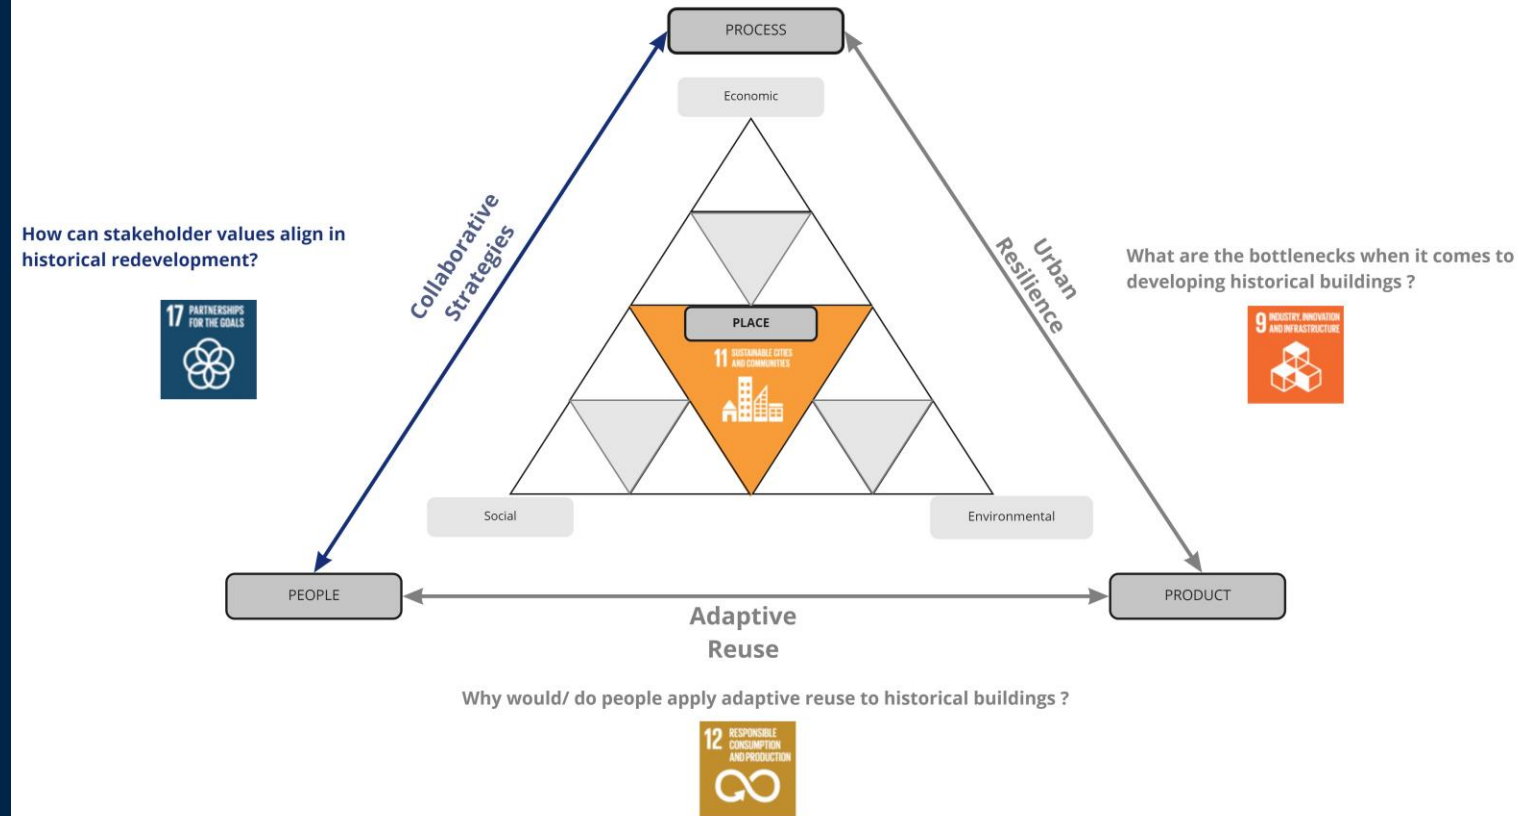 PROCESS
Economic
Collaborative
Strategies
Urban
Resilience
How can stakeholder values align in
historical redevelopment?
17 PARTNERSHIPS
FOR THE GOALS
What are the bottlenecks when it comes to
developing historical buildings ?
9 INDUSTRY, INNOVATION
AND INFRASTRUCTURE
PLACE
11 SUSTAINABLE CITIES
AND COMMUNITIES
Social
Environmental
PEOPLE
PRODUCT
Adaptive
Reuse
Why would/ do people apply adaptive reuse to historical buildings ?
12 RESPONSIBLE
CONSUMPTION
AND PRODUCTION